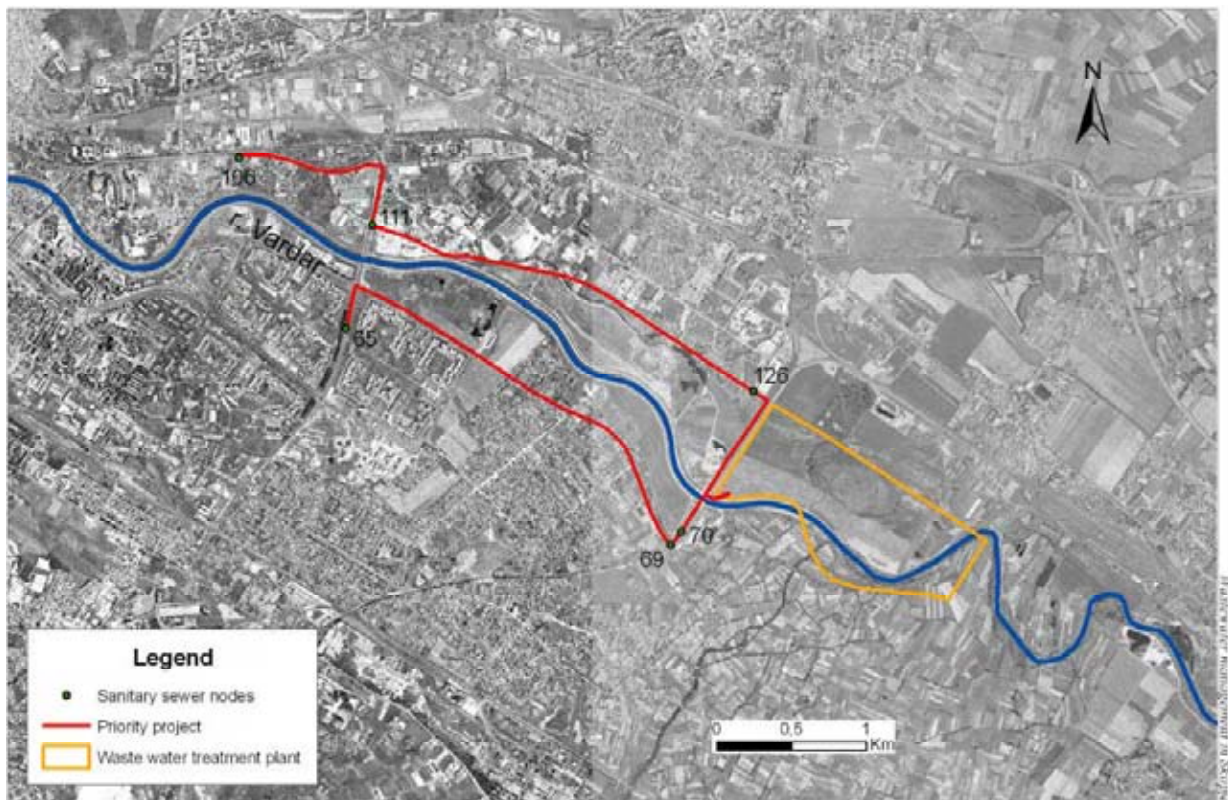 N
106
111
r. Vardar
65
126
70
69
Legend
Sanitary sewer nodes
Priority project
Waste water treatment plant
0 0,5 1
Km